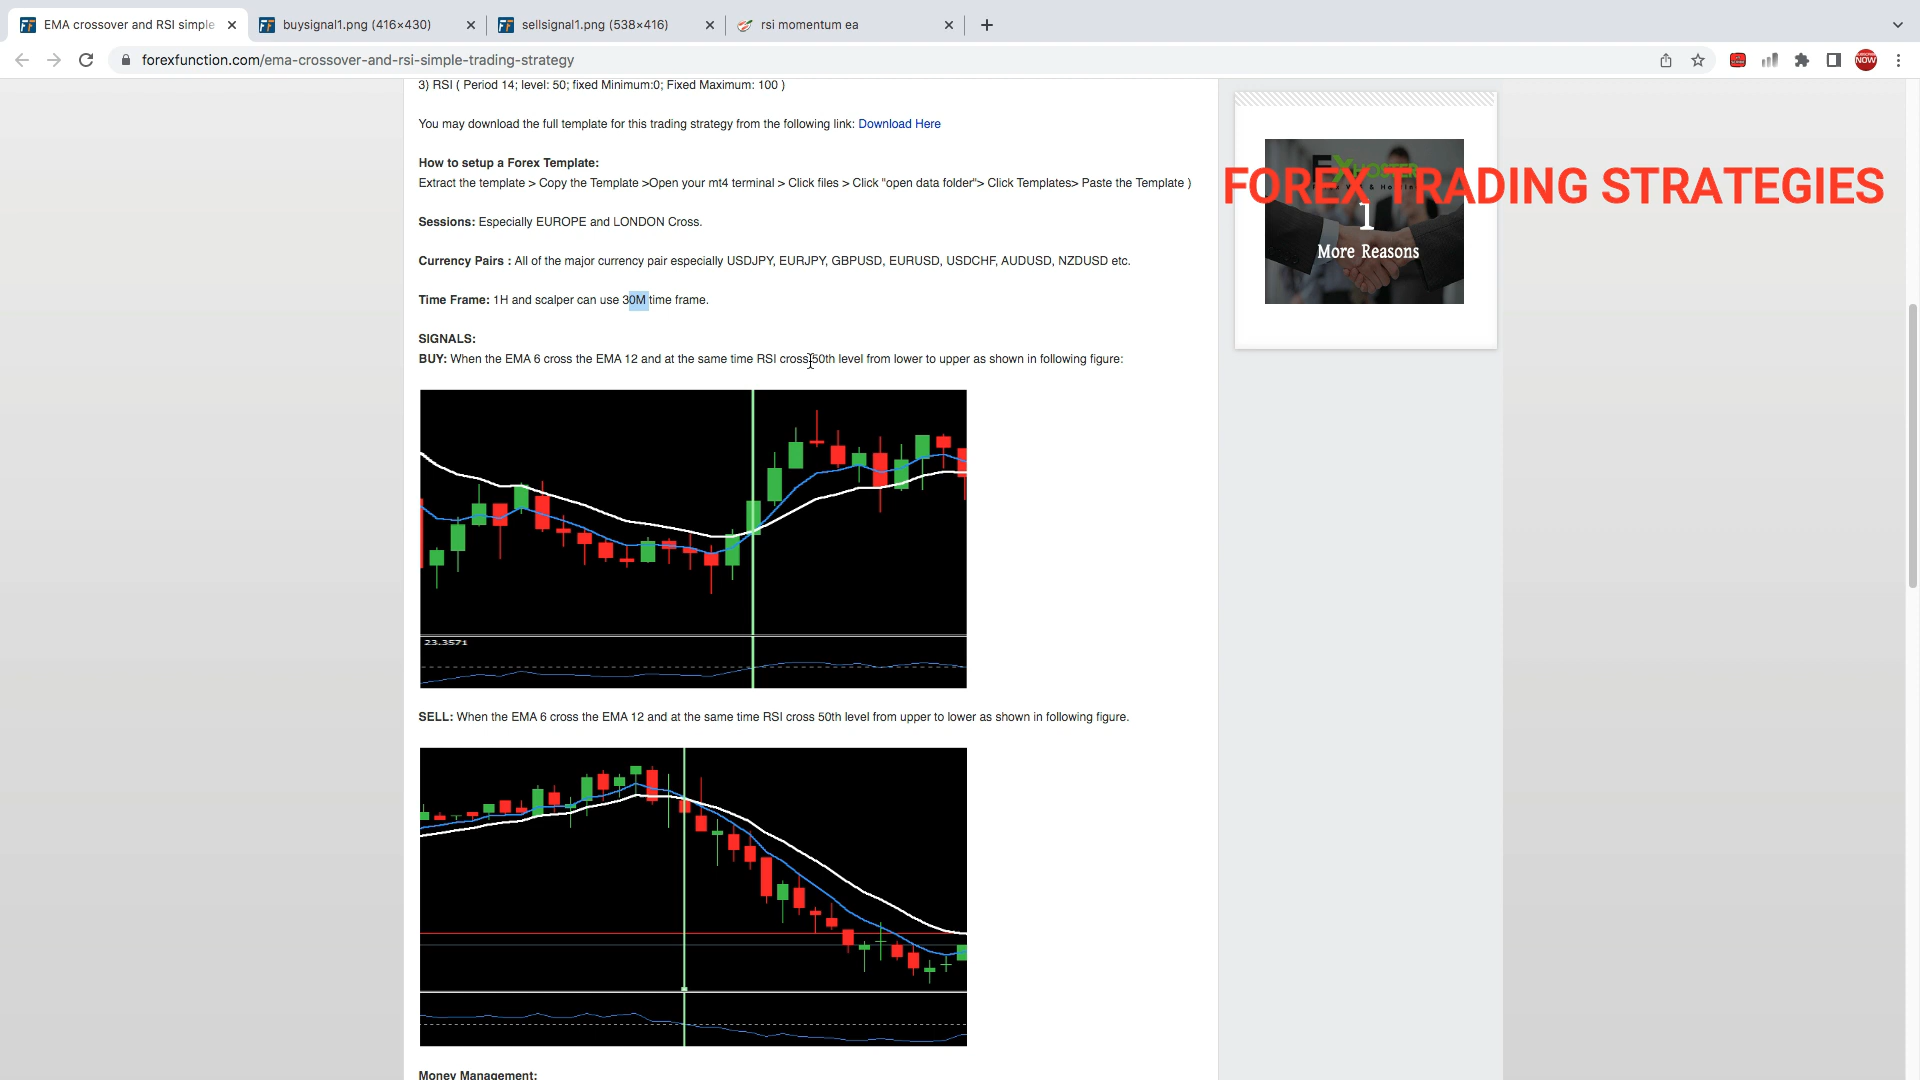 EMA crossover and RSI simple
buysignal1.png (416×430)
sellsignal1.png (538×416)
rsi momentum ea
forexfunction.com/ema-crossover-and-rsi-simple-trading-strategy
NOW
3) RSI ( Period 14; level: 50; fixed Minimum:0; Fixed Maximum: 100 )
You may download the full template for this trading strategy from the following link: Download Here
How to setup a Forex Template:
Extract the template > Copy the Template >Open your mt4 terminal > Click files > Click "open data folder"> Click Templates> Paste the Template )
FOREX TRADING STRATEGIES
1
More Reasons
Sessions: Especially EUROPE and LONDON Cross.
Currency Pairs : All of the major currency pair especially USDJPY, EURJPY, GBPUSD, EURUSD, USDCHF, AUDUSD, NZDUSD etc.
Time Frame: 1H and scalper can use 30M time frame.
SIGNALS:
BUY: When the EMA 6 cross the EMA 12 and at the same time RSI cross 50th level from lower to upper as shown in following figure:
23.3571
SELL: When the EMA 6 cross the EMA 12 and at the same time RSI cross 50th level from upper to lower as shown in following figure.
Money Management: